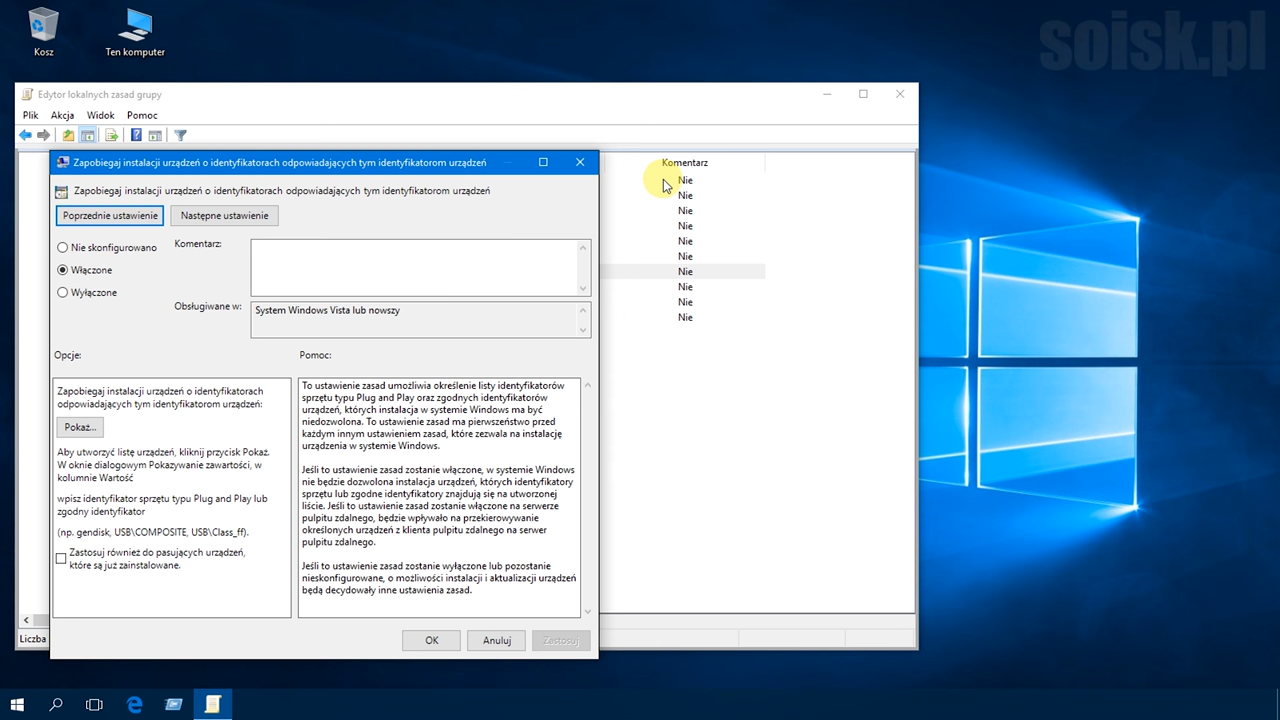 soisk.pl
Kosz
Ten komputer
Edytor lokalnych zasad grupy
Plik Akcja Widok Pomoc
Zapobiegaj instalacji urządzeń o identyfikatorach odpowiadających tym identyfikatorom urządzeń
Komentarz
Nie
Nie
Nie
Nie
Nie
Nie
Nie
Nie
Nie
Nie
Zapobiegaj instalacji urządzeń o identyfikatorach odpowiadających tym identyfikatorom urządzeń
Poprzednie ustawienie Następne ustawienie
Nie skonfigurowano
Włączone
Wyłączone
Komentarz:
Obsługiwane w:
System Windows Vista lub nowszy
Opcje:
Pomoc:
Zapobiegaj instalacji urządzeń o identyfikatorach
odpowiadających tym identyfikatorom urządzeń:
Pokaż...
Aby utworzyć listę urządzeń, kliknij przycisk Pokaż.
W oknie dialogowym Pokazywanie zawartości, w
kolumnie Wartość
wpisz identyfikator sprzętu typu Plug and Play lub
zgodny identyfikator
(np. gendisk, USB\COMPOSITE, USB\Class_ff).
Zastosuj również do pasujących urządzeń,
które są już zainstalowane.
To ustawienie zasad umożliwia określenie listy identyfikatorów
sprzętu typu Plug and Play oraz zgodnych identyfikatorów
urządzeń, których instalacja w systemie Windows ma być
niedozwolona. To ustawienie zasad ma pierwszeństwo przed
każdym innym ustawieniem zasad, które zezwala na instalację
urządzenia w systemie Windows.
Jeśli to ustawienie zasad zostanie włączone, w systemie Windows
nie będzie dozwolona instalacja urządzeń, których identyfikatory
sprzętu lub zgodne identyfikatory znajdują się na utworzonej
liście. Jeśli to ustawienie zasad zostanie włączone na serwerze
pulpitu zdalnego, będzie wpływało na przekierowywanie
określonych urządzeń z klienta pulpitu zdalnego na serwer
pulpitu zdalnego.
Jeśli to ustawienie zasad zostanie wyłączone lub pozostanie
nieskonfigurowane, o możliwości instalacji i aktualizacji urządzeń
będą decydowały inne ustawienia zasad.
Liczba
OK Anuluj Zastosuj